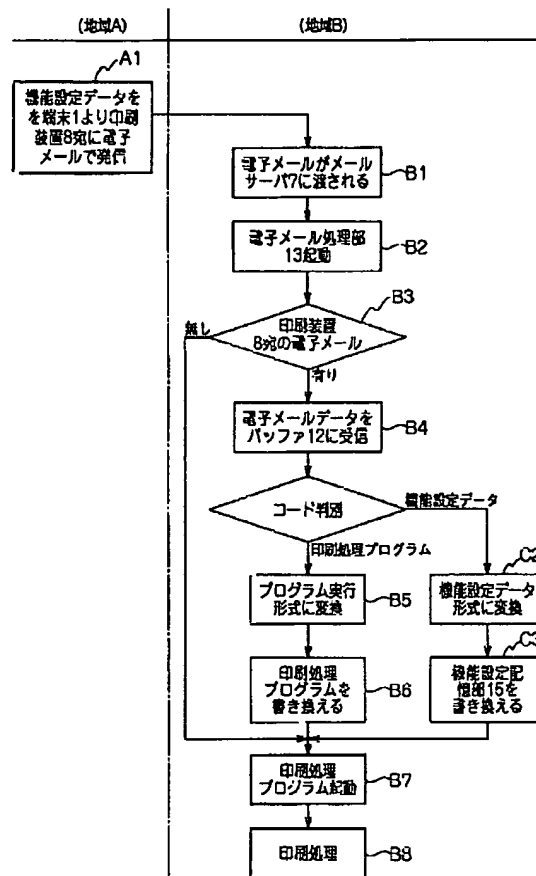 (地域A)
(地域B)
A1
機能設定データを
を端末1より印刷
装置8宛に電子
メールで発信
電子メールがメール
サーバ7に渡される
B1
電子メール処理部
13起動
B2
B3
印刷装置
8宛の電子メール
無し
有り
電子メールデータを
バッファ12に受信
B4
コード判別
機能設定データ
印刷処理プログラム
C2
プログラム実行
形式に変換
B5
機能設定データ
形式に変換
C3
印刷処理
プログラムを
書き換える
B6
機能設定記
憶部15を
書き換える
印刷処理
プログラム起動
B7
印刷処理
B8